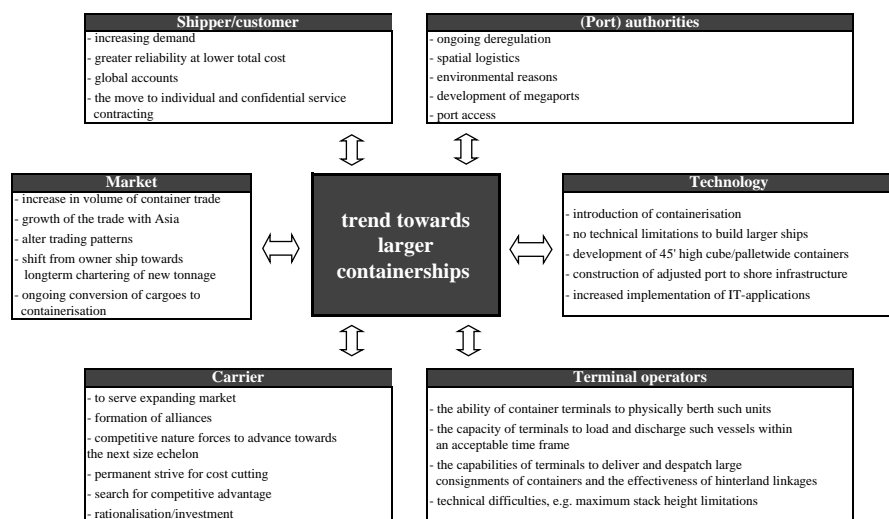 Shipper/customer
- increasing demand
- greater reliability at lower total cost
- global accounts
- the move to individual and confidential service
contracting
(Port) authorities
- ongoing deregulation
- spatial logistics
- environmental reasons
- development of megaports
- port access
Market
- increase in volume of container trade
- growth of the trade with Asia
- alter trading patterns
- shift from owner ship towards
longterm chartering of new tonnage
- ongoing conversion of cargoes to
containerisation
trend towards
larger
containerships
Technology
- introduction of containerisation
- no technical limitations to build larger ships
- development of 45' high cube/palletwide containers
- construction of adjusted port to shore infrastructure
- increased implementation of IT-applications
Carrier
- to serve expanding market
- formation of alliances
- competitive nature forces to advance towards
the next size echelon
- permanent strive for cost cutting
- search for competitive advantage
- rationalisation/investment
Terminal operators
- the ability of container terminals to physically berth such units
- the capacity of terminals to load and discharge such vessels within
an acceptable time frame
- the capabilities of terminals to deliver and despatch large
consignments of containers and the effectiveness of hinterland linkages
- technical difficulties, e.g. maximum stack height limitations